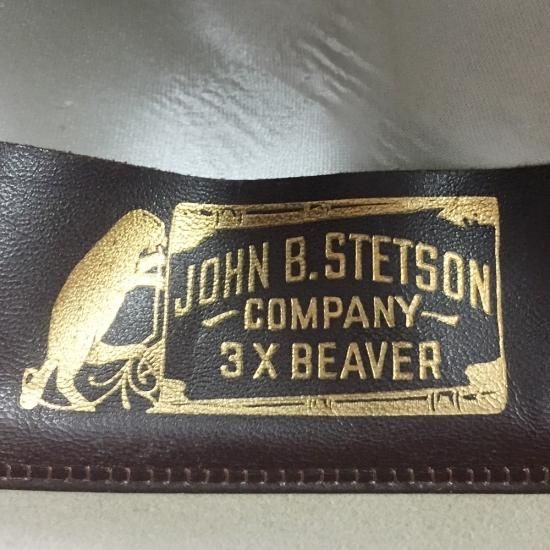 JOHN B. STETSON
COMPANY
3 X BEAVER